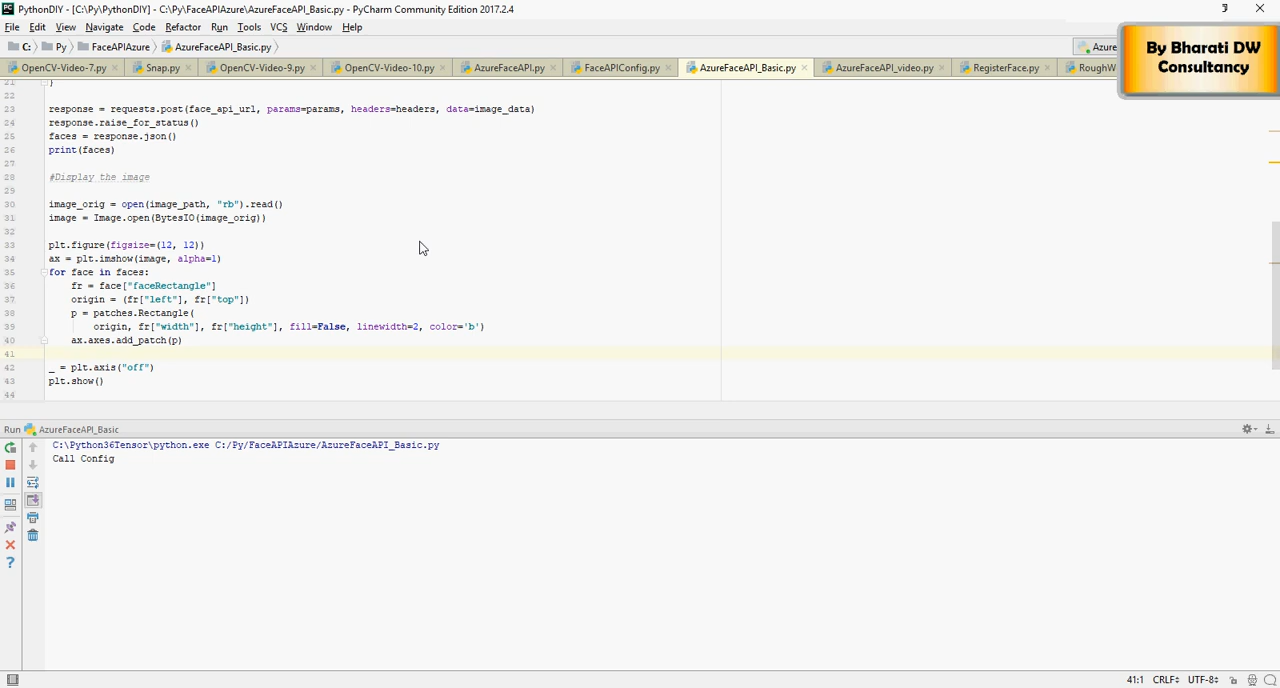 PythonDIY - [C:\Py\PythonDIY] - C:\Py\FaceAPIAzure\AzureFaceAPI_Basic.py - PyCharm Community Edition 2017.2.4
File Edit View Navigate Code Refactor Run Tools VCS Window Help
C: Py FaceAPIAzure AzureFaceAPI_Basic.py Azure
By Bharati DW
Consultancy
OpenCV-Video-7.py Snap.py OpenCV-Video-9.py OpenCV-Video-10.py AzureFaceAPI.py FaceAPIConfig.py AzureFaceAPI_Basic.py AzureFaceAPI_video.py RegisterFace.py RoughW
21 }
22
23 response = requests.post(face_api_url, params=params, headers=headers, data=image_data)
24 response.raise_for_status()
25 faces = response.json()
26 print(faces)
27
28 #Display the image
29
30 image_orig = open(image_path, "rb").read()
31 image = Image.open(BytesIO(image_orig))
32
33 plt.figure(figsize=(12, 12))
34 ax = plt.imshow(image, alpha=1)
35 for face in faces:
36 fr = face["faceRectangle"]
37 origin = (fr["left"], fr["top"])
38 p = patches.Rectangle(
39 origin, fr["width"], fr["height"], fill=False, linewidth=2, color='b')
40 ax.axes.add_patch(p)
41
42 _ = plt.axis("off")
43 plt.show()
44
Run AzureFaceAPI_Basic
C:\Python36Tensor\python.exe C:/Py/FaceAPIAzure/AzureFaceAPI_Basic.py
Call Config
41:1 CRLF UTF-8